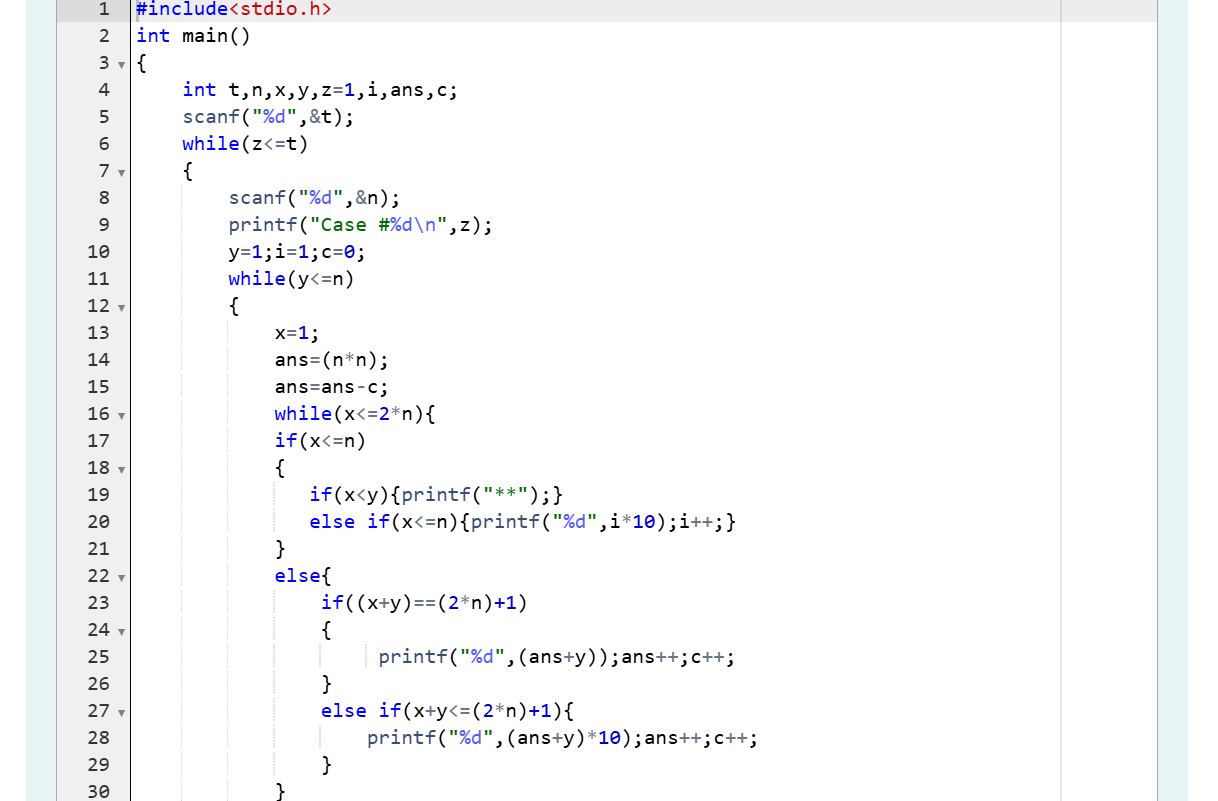 1 #include<stdio.h>
2 int main()
3 {
4     int t,n,x,y,z=1,i,ans,c;
5     scanf("%d",&t);
6     while(z<=t)
7     {
8         scanf("%d",&n);
9         printf("Case #%d\n",z);
10         y=1;i=1;c=0;
11         while(y<=n)
12         {
13             x=1;
14             ans=(n*n);
15             ans=ans-c;
16             while(x<=2*n){
17             if(x<=n)
18             {
19                if(x<y){printf("**");}
20                else if(x<=n){printf("%d",i*10);i++;}
21             }
22             else{
23                 if((x+y)==(2*n)+1)
24                 {
25                      printf("%d",(ans+y));ans++;c++;
26                 }
27                 else if(x+y<=(2*n)+1){
28                     printf("%d",(ans+y)*10);ans++;c++;
29                 }
30             }